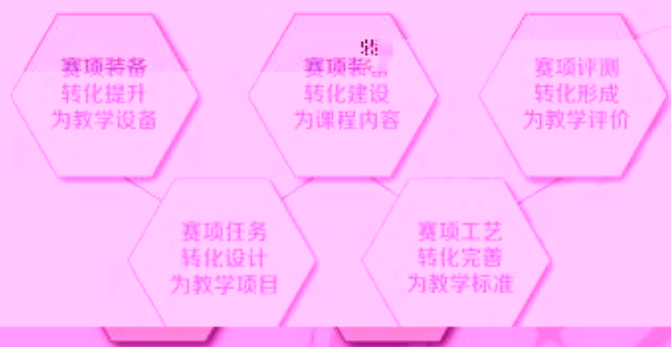 赛项装备
转化提升
为教学设备
赛项装
转化建设
为课程内容
赛项评测
转化形成
为教学评价
赛项任务
转化设计
为教学项目
赛项工艺
转化完善
为教学标准